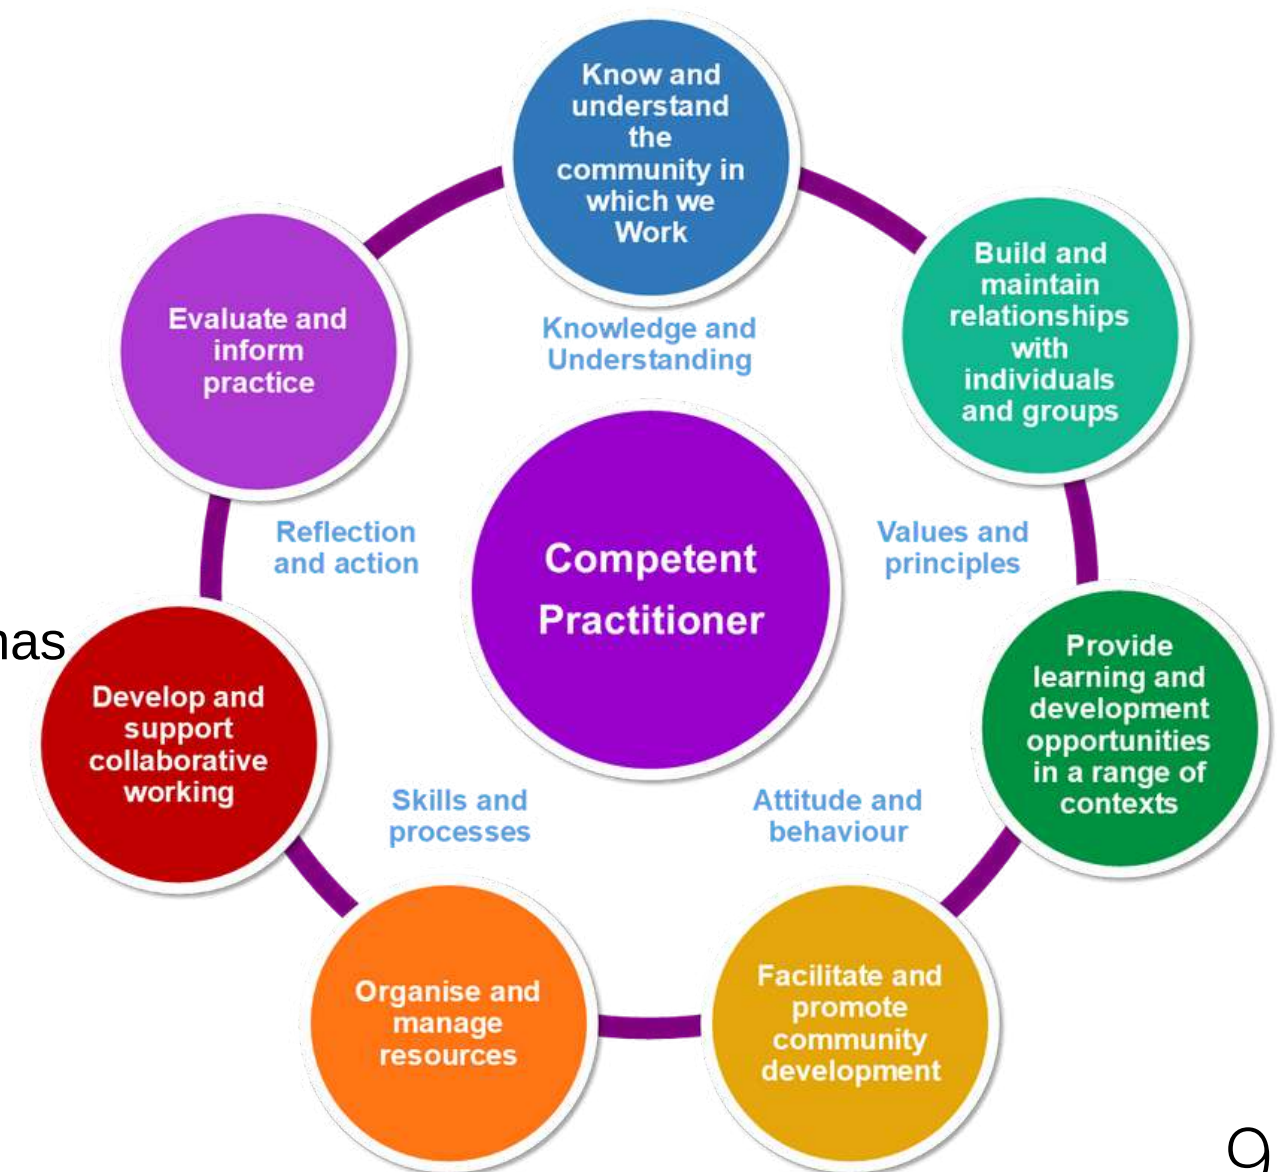 Know and
understand
the
community in
which we
Work
Build and
maintain
relationships
with
individuals
and groups
Evaluate and
inform
practice
Knowledge and
Understanding
Reflection
and action
Competent
Practitioner
Values and
principles
Provide
learning and
development
opportunities
in a range of
contexts
Develop and
support
collaborative
working
Skills and
processes
Attitude and
behaviour
Organise and
manage
resources
Facilitate and
promote
community
development
9